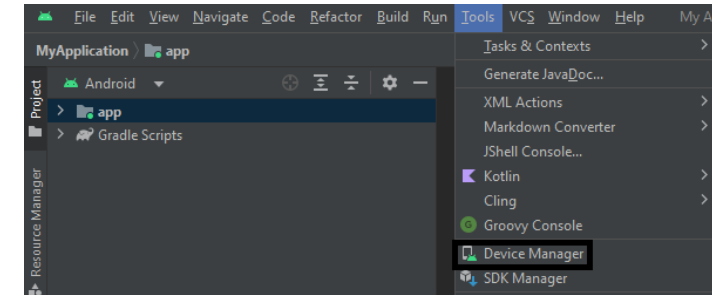 File Edit View Navigate Code Refactor Build Run Tools VCS Window Help My A
MyApplication app
Tasks & Contexts
Generate JavaDoc...
Android
XML Actions
app
Markdown Converter
Gradle Scripts
JShell Console...
Kotlin
Cling
Groovy Console
Device Manager
SDK Manager
Project
Resource Manager